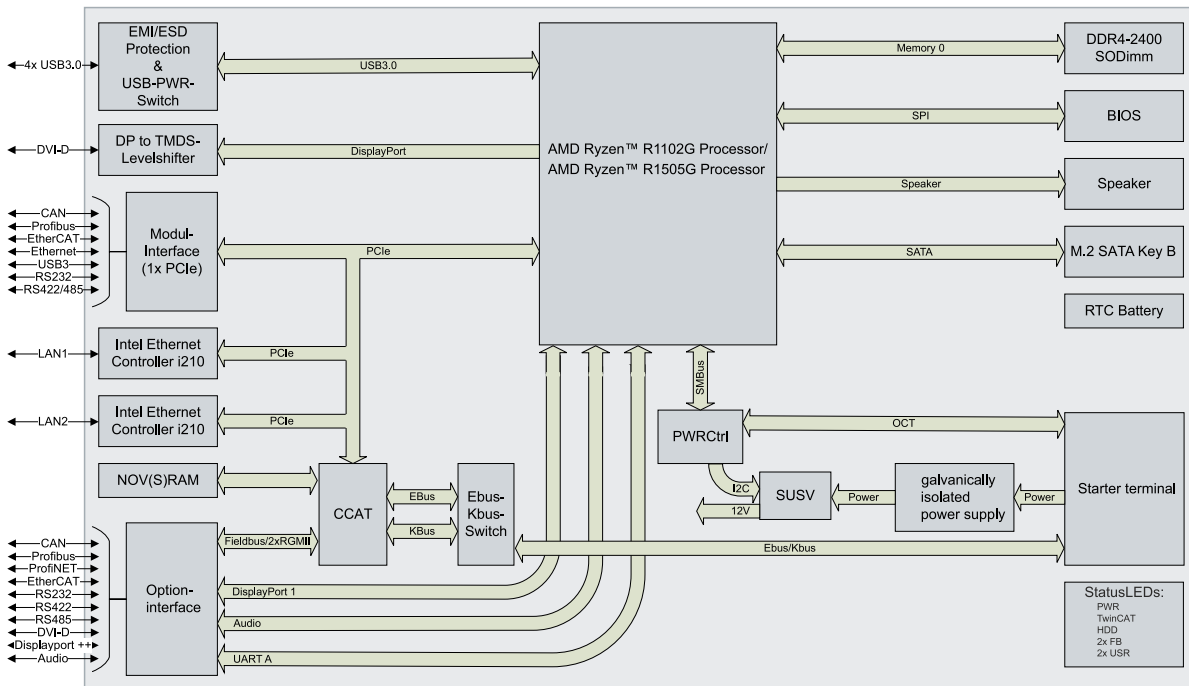 4x USB3.0
EMI/ESD
Protection
&
USB-PWR-
Switch
USB3.0
DVI-D
DP to TMDS-
Levelshifter
DisplayPort
CAN
Profibus
EtherCAT
Ethernet
USB3
RS232
RS422/485
Modul-
Interface
(1x PCIe)
PCIe
LAN1
Intel Ethernet
Controller i210
PCIe
LAN2
Intel Ethernet
Controller i210
PCIe
NOV(S)RAM
CCAT
EBus
KBus
Ebus-
Kbus-
Switch
CAN
Profibus
ProfiNET
EtherCAT
RS232
RS422
RS485
DVI-D
Displayport ++
Audio
Option-
interface
Fieldbus/2xRGMII
DisplayPort 1
Audio
UART A
AMD Ryzen™ R1102G Processor/
AMD Ryzen™ R1505G Processor
Memory 0
DDR4-2400
SODimm
SPI
BIOS
Speaker
Speaker
SATA
M.2 SATA Key B
RTC Battery
SMBus
PWRCtrl
OCT
I2C
12V
SUSV
Power
galvanically
isolated
power supply
Power
Starter terminal
Ebus/Kbus
StatusLEDs:
PWR
TwinCAT
HDD
2x FB
2x USR